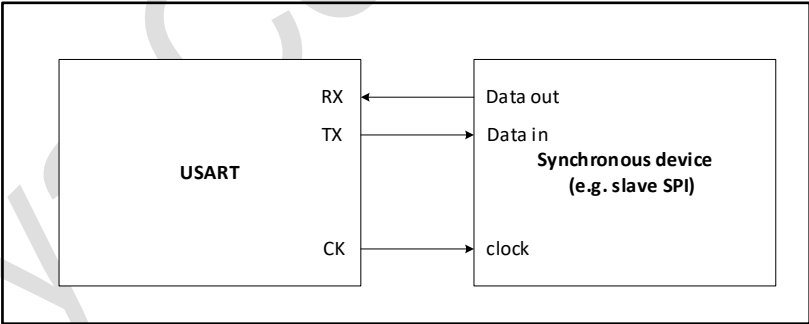 RX
Data out
TX
Data in
USART
Synchronous device
(e.g. slave SPI)
CK
clock